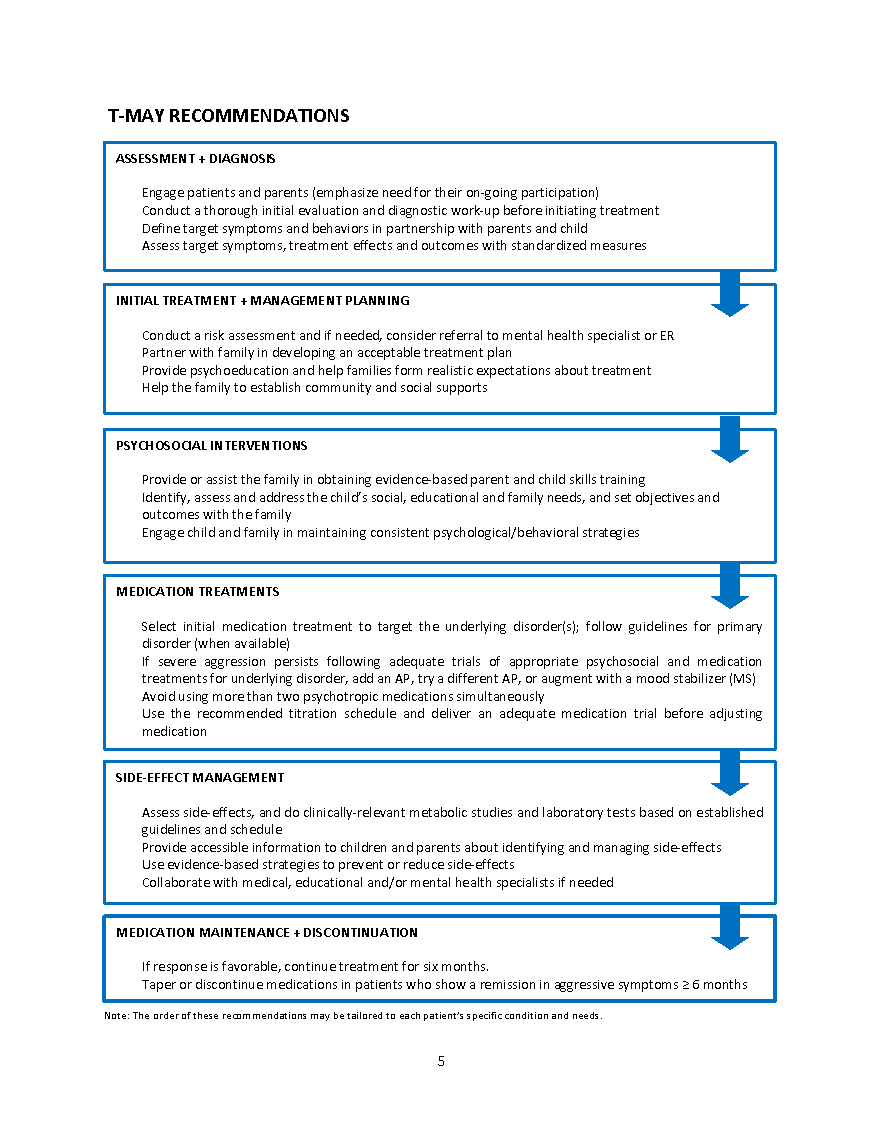 T-MAY RECOMMENDATIONS
ASSESSMENT + DIAGNOSIS
Engage patients and parents (emphasize need for their on-going participation)
Conduct a thorough initial evaluation and diagnostic work-up before initiating treatment
Define target symptoms and behaviors in partnership with parents and child
Assess target symptoms, treatment effects and outcomes with standardized measures
INITIAL TREATMENT + MANAGEMENT PLANNING
Conduct a risk assessment and if needed, consider referral to mental health specialist or ER
Partner with family in developing an acceptable treatment plan
Provide psychoeducation and help families form realistic expectations about treatment
Help the family to establish community and social supports
PSYCHOSOCIAL INTERVENTIONS
Provide or assist the family in obtaining evidence-based parent and child skills training
Identify, assess and address the child's social, educational and family needs, and set objectives and
outcomes with the family
Engage child and family in maintaining consistent psychological/behavioral strategies
MEDICATION TREATMENTS
Select initial medication treatment to target the underlying disorder(s); follow guidelines for primary
disorder (when available)
If severe aggression persists following adequate trials of appropriate psychosocial and medication
treatments for underlying disorder, add an AP, try a different AP, or augment with a mood stabilizer (MS)
Avoid using more than two psychotropic medications simultaneously
Use the recommended titration schedule and deliver an adequate medication trial before adjusting
medication
SIDE-EFFECT MANAGEMENT
Assess side-effects, and do clinically-relevant metabolic studies and laboratory tests based on established
guidelines and schedule
Provide accessible information to children and parents about identifying and managing side-effects
Use evidence-based strategies to prevent or reduce side-effects
Collaborate with medical, educational and/or mental health specialists if needed
MEDICATION MAINTENANCE + DISCONTINUATION
If response is favorable, continue treatment for six months.
Taper or discontinue medications in patients who show a remission in aggressive symptoms ≥ 6 months
Note: The order of these recommendations may be tailored to each patient's specific condition and needs.
5